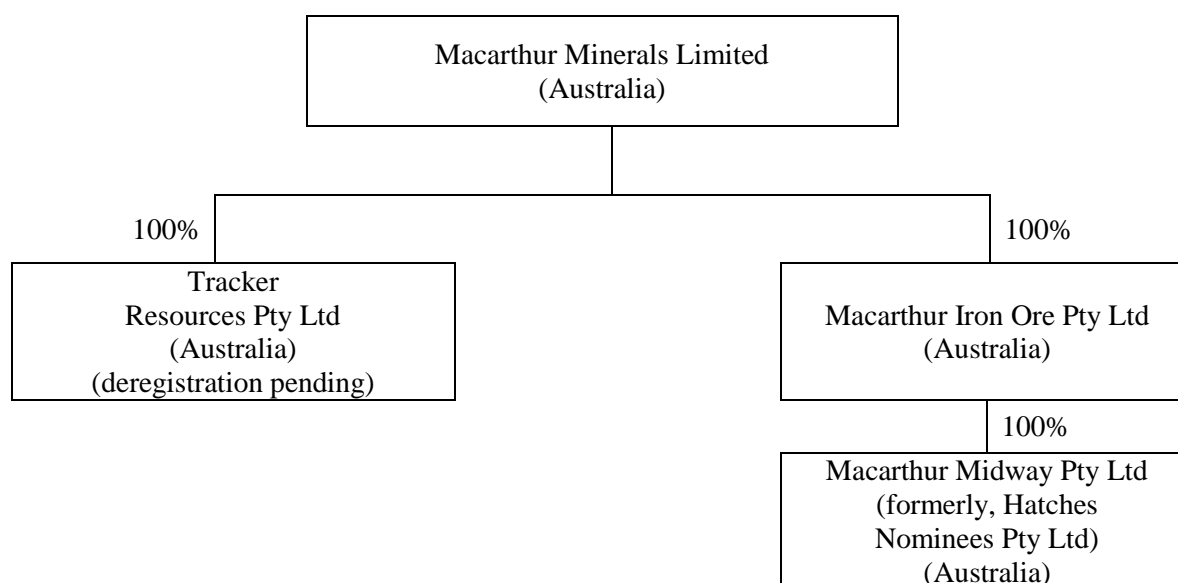 Macarthur Minerals Limited
(Australia)
100%
100%
Tracker
Resources Pty Ltd
(Australia)
(deregistration pending)
Macarthur Iron Ore Pty Ltd
(Australia)
100%
Macarthur Midway Pty Ltd
(formerly, Hatches
Nominees Pty Ltd)
(Australia)